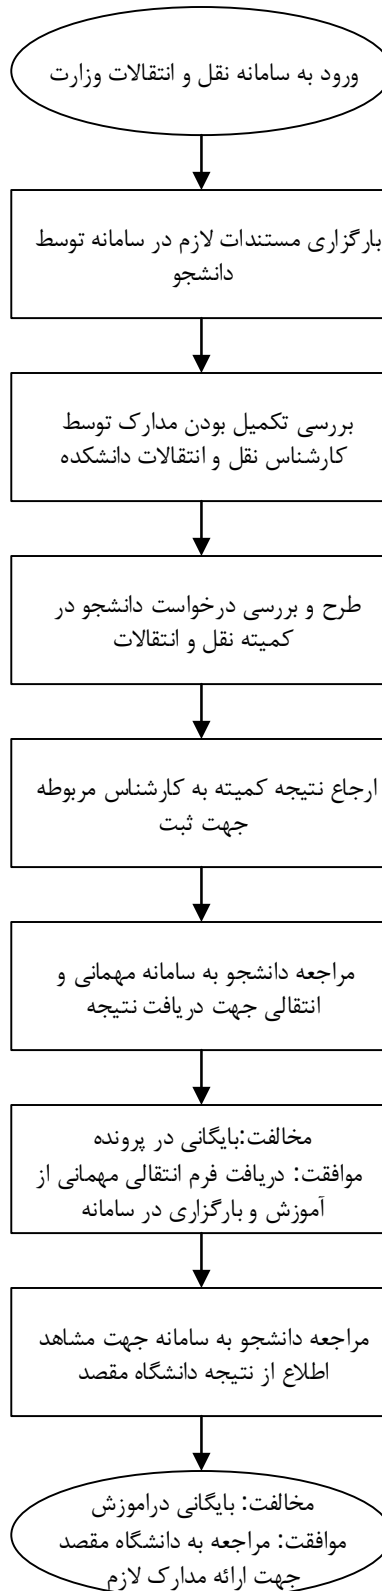 ورود به سامانه نقل و انتقالات وزارت
بارگزاری مستندات لازم در سامانه توسط
دانشجو
بررسی تکمیل بودن مدارک توسط
کارشناس نقل و انتقالات دانشکده
طرح و بررسی درخواست دانشجو در
کمیته نقل و انتقالات
ارجاع نتیجه کمیته به کارشناس مربوطه
جهت ثبت
مراجعه دانشجو به سامانه مهمانی و
انتقالی جهت دریافت نتیجه
مخالفت:بایگانی در پرونده
موافقت: دریافت فرم انتقالی مهمانی از
آموزش و بارگزاری در سامانه
مراجعه دانشجو به سامانه جهت مشاهد
اطلاع از نتیجه دانشگاه مقصد
مخالفت: بایگانی دراموزش
موافقت: مراجعه به دانشگاه مقصد
جهت ارائه مدارک لازم